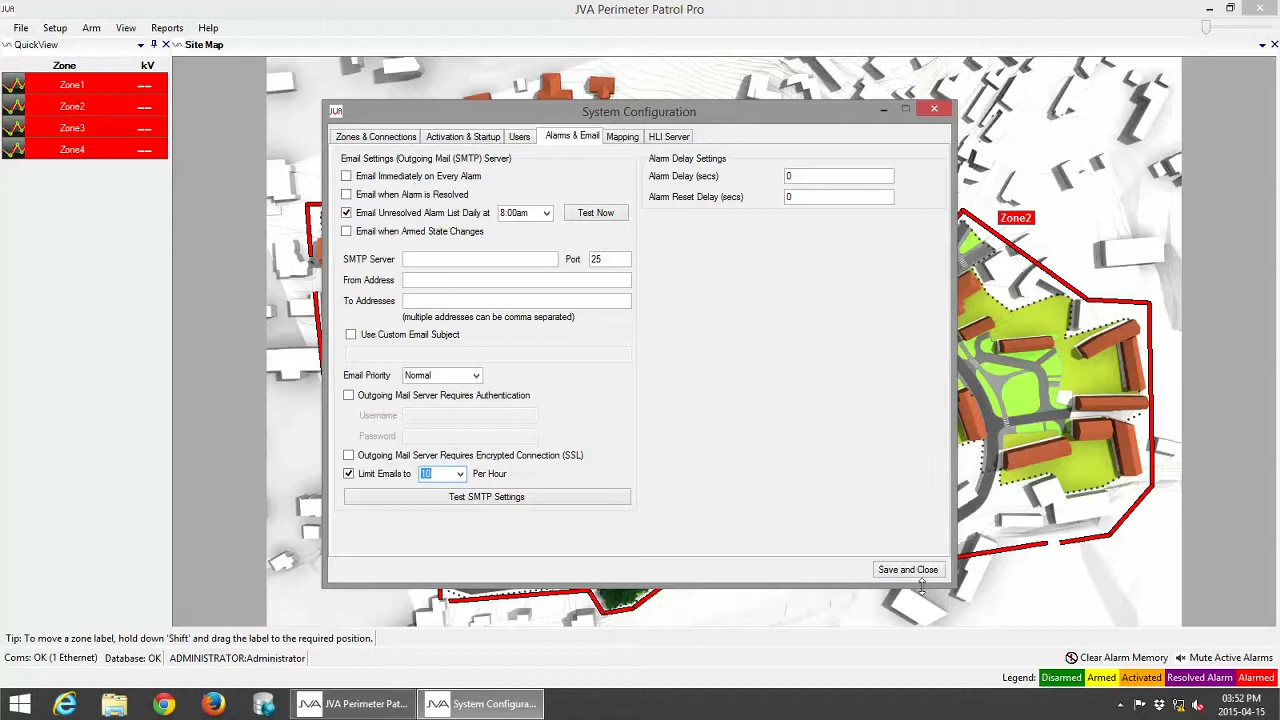 JVA Perimeter Patrol Pro
File Setup Arm View Reports Help
QuickView
Site Map
Zone kV
Zone1 --
Zone2 --
Zone3 --
Zone4 --
Zone2
JVA
System Configuration
Zones & Connections Activation & Startup Users Alarms & Email Mapping HLI Server
Email Settings (Outgoing Mail (SMTP) Server)
Email Immediately on Every Alarm
Email when Alarm is Resolved
Email Unresolved Alarm List Daily at 8:00am Test Now
Email when Armed State Changes
SMTP Server Port 25
From Address
To Addresses
(multiple addresses can be comma separated)
Use Custom Email Subject
Email Priority Normal
Outgoing Mail Server Requires Authentication
Username
Password
Outgoing Mail Server Requires Encrypted Connection (SSL)
Limit Emails to 10 Per Hour
Test SMTP Settings
Alarm Delay Settings
Alarm Delay (secs) 0
Alarm Reset Delay (secs) 0
Save and Close
Tip: To move a zone label, hold down 'Shift' and drag the label to the required position.
Coms: OK (1 Ethernet) Database: OK ADMINISTRATOR:Administrator
Clear Alarm Memory Mute Active Alarms
Legend: Disarmed Armed Activated Resolved Alarm Alarmed
JVA JVA Perimeter Pat... JVA System Configura...
03:52 PM
2015-04-15